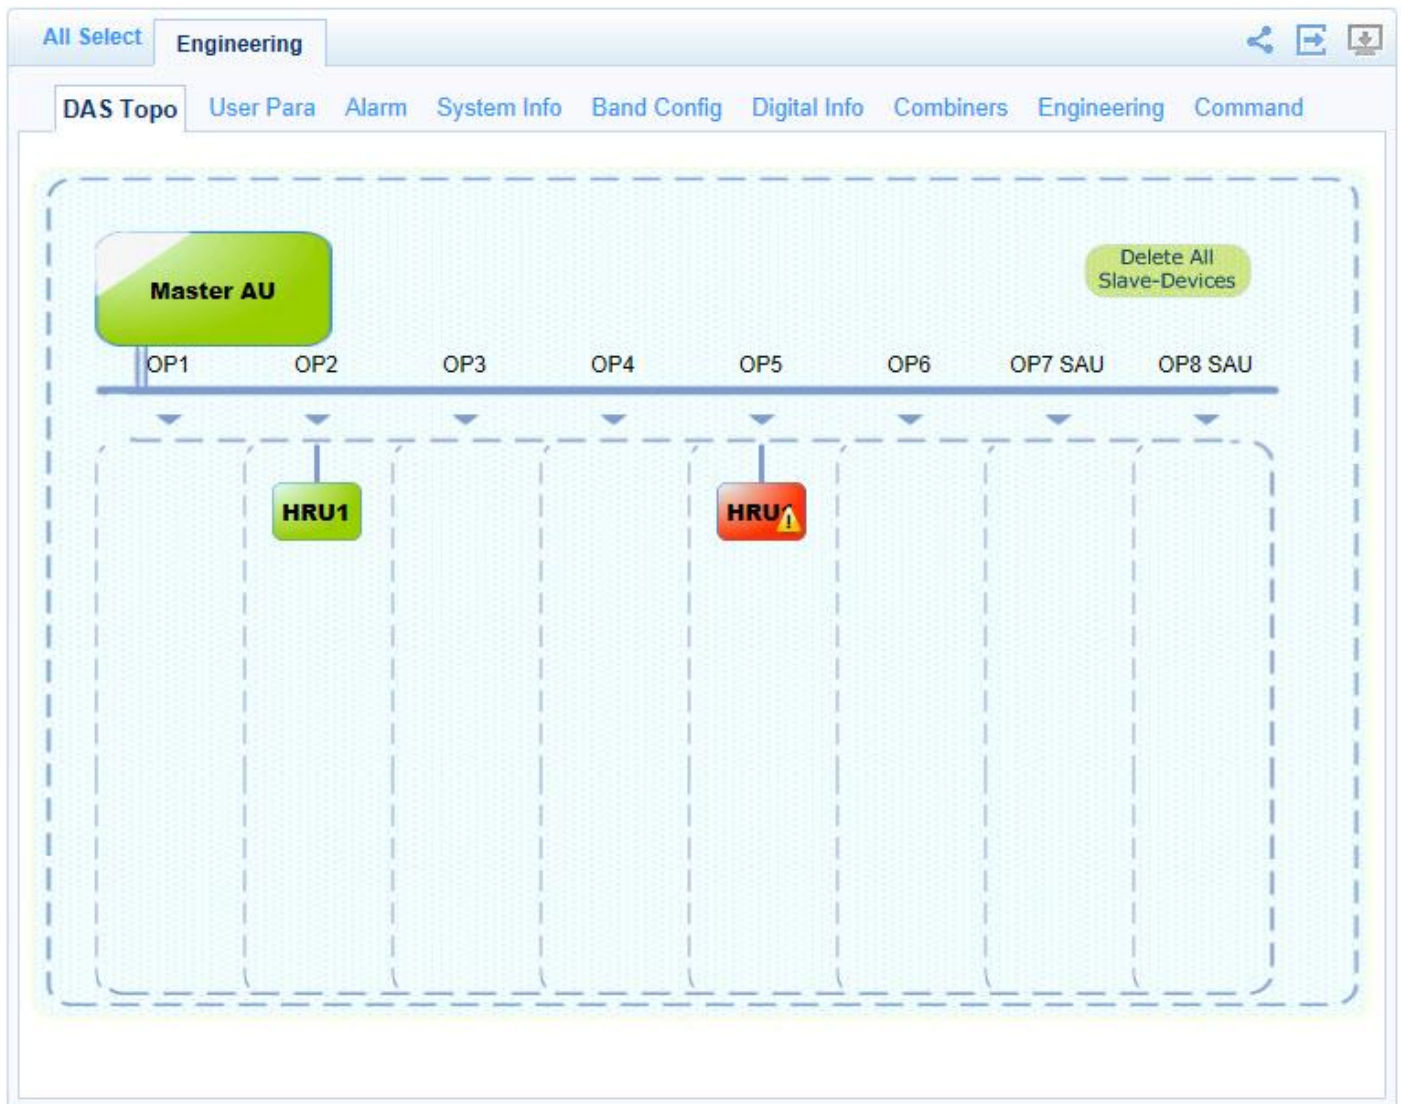 All Select Engineering
DAS Topo User Para Alarm System Info Band Config Digital Info Combiners Engineering Command
Master AU
Delete All
Slave-Devices
OP1 OP2 OP3 OP4 OP5 OP6 OP7 SAU OP8 SAU
HRU1 HRU1